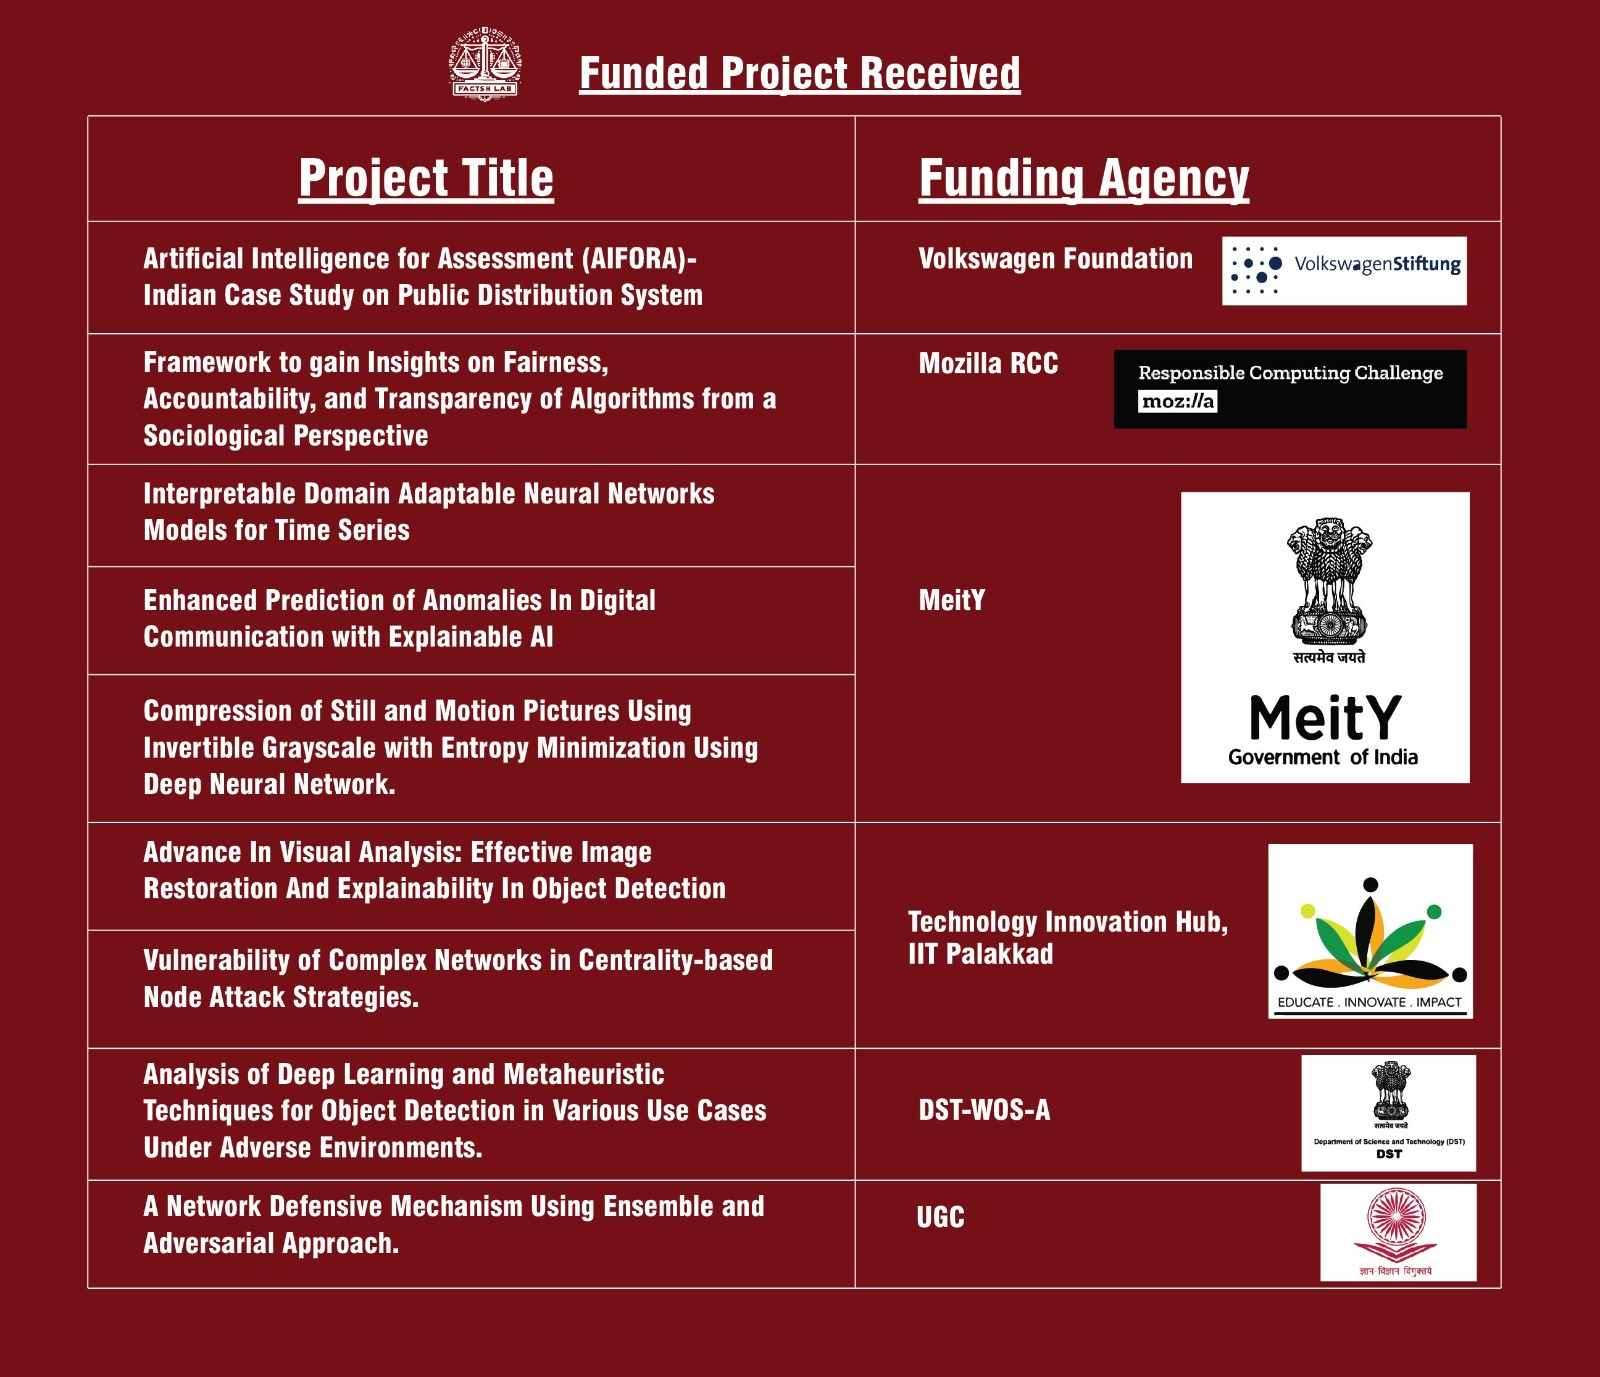 FACTSH LAB
Funded Project Received
Project Title
Funding Agency
Artificial Intelligence for Assessment (AIFORA)-
Indian Case Study on Public Distribution System
Volkswagen Foundation
VolkswagenStiftung
Framework to gain Insights on Fairness,
Accountability, and Transparency of Algorithms from a
Sociological Perspective
Mozilla RCC
Responsible Computing Challenge
moz://a
Interpretable Domain Adaptable Neural Networks
Models for Time Series
Enhanced Prediction of Anomalies In Digital
Communication with Explainable AI
Compression of Still and Motion Pictures Using
Invertible Grayscale with Entropy Minimization Using
Deep Neural Network.
MeitY
सत्यमेव जयते
MeitY
Government of India
Advance In Visual Analysis: Effective Image
Restoration And Explainability In Object Detection
Vulnerability of Complex Networks in Centrality-based
Node Attack Strategies.
Technology Innovation Hub,
IIT Palakkad
EDUCATE . INNOVATE . IMPACT
Analysis of Deep Learning and Metaheuristic
Techniques for Object Detection in Various Use Cases
Under Adverse Environments.
DST-WOS-A
सत्यमेव जयते
Department of Science and Technology (DST)
DST
A Network Defensive Mechanism Using Ensemble and
Adversarial Approach.
UGC
ज्ञान-विज्ञान विमुक्तये